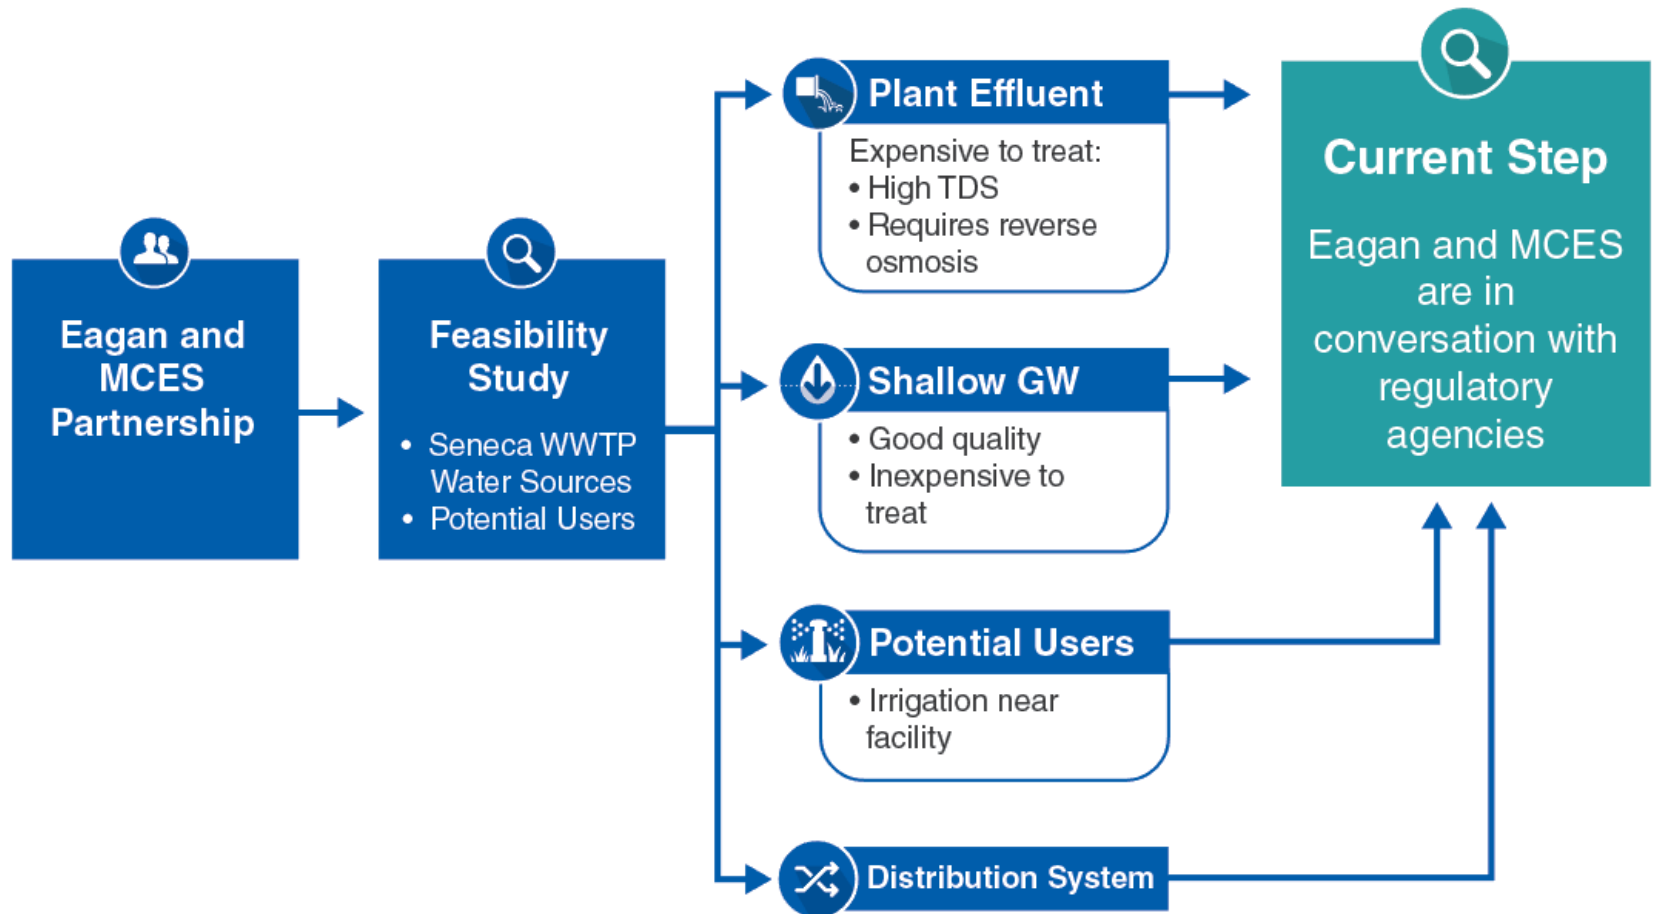 Eagan and
MCES
Partnership
Feasibility
Study
• Seneca WWTP
Water Sources
• Potential Users
Plant Effluent
Expensive to treat:
• High TDS
• Requires reverse
osmosis
Shallow GW
• Good quality
• Inexpensive to
treat
Potential Users
• Irrigation near
facility
Distribution System
Current Step
Eagan and MCES
are in
conversation with
regulatory
agencies